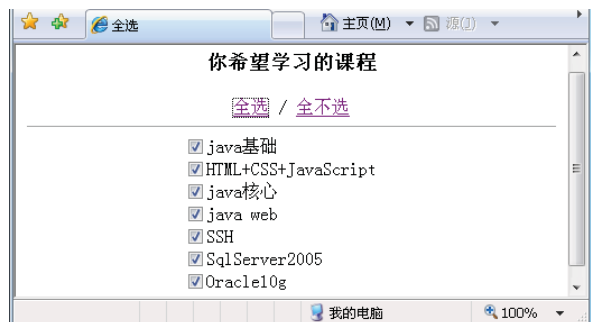 全选
主页(M)
源(J)
你希望学习的课程
全选 / 全不选
java基础
HTML+CSS+JavaScript
java核心
java web
SSH
SqlServer2005
Oracle10g
我的电脑
100%